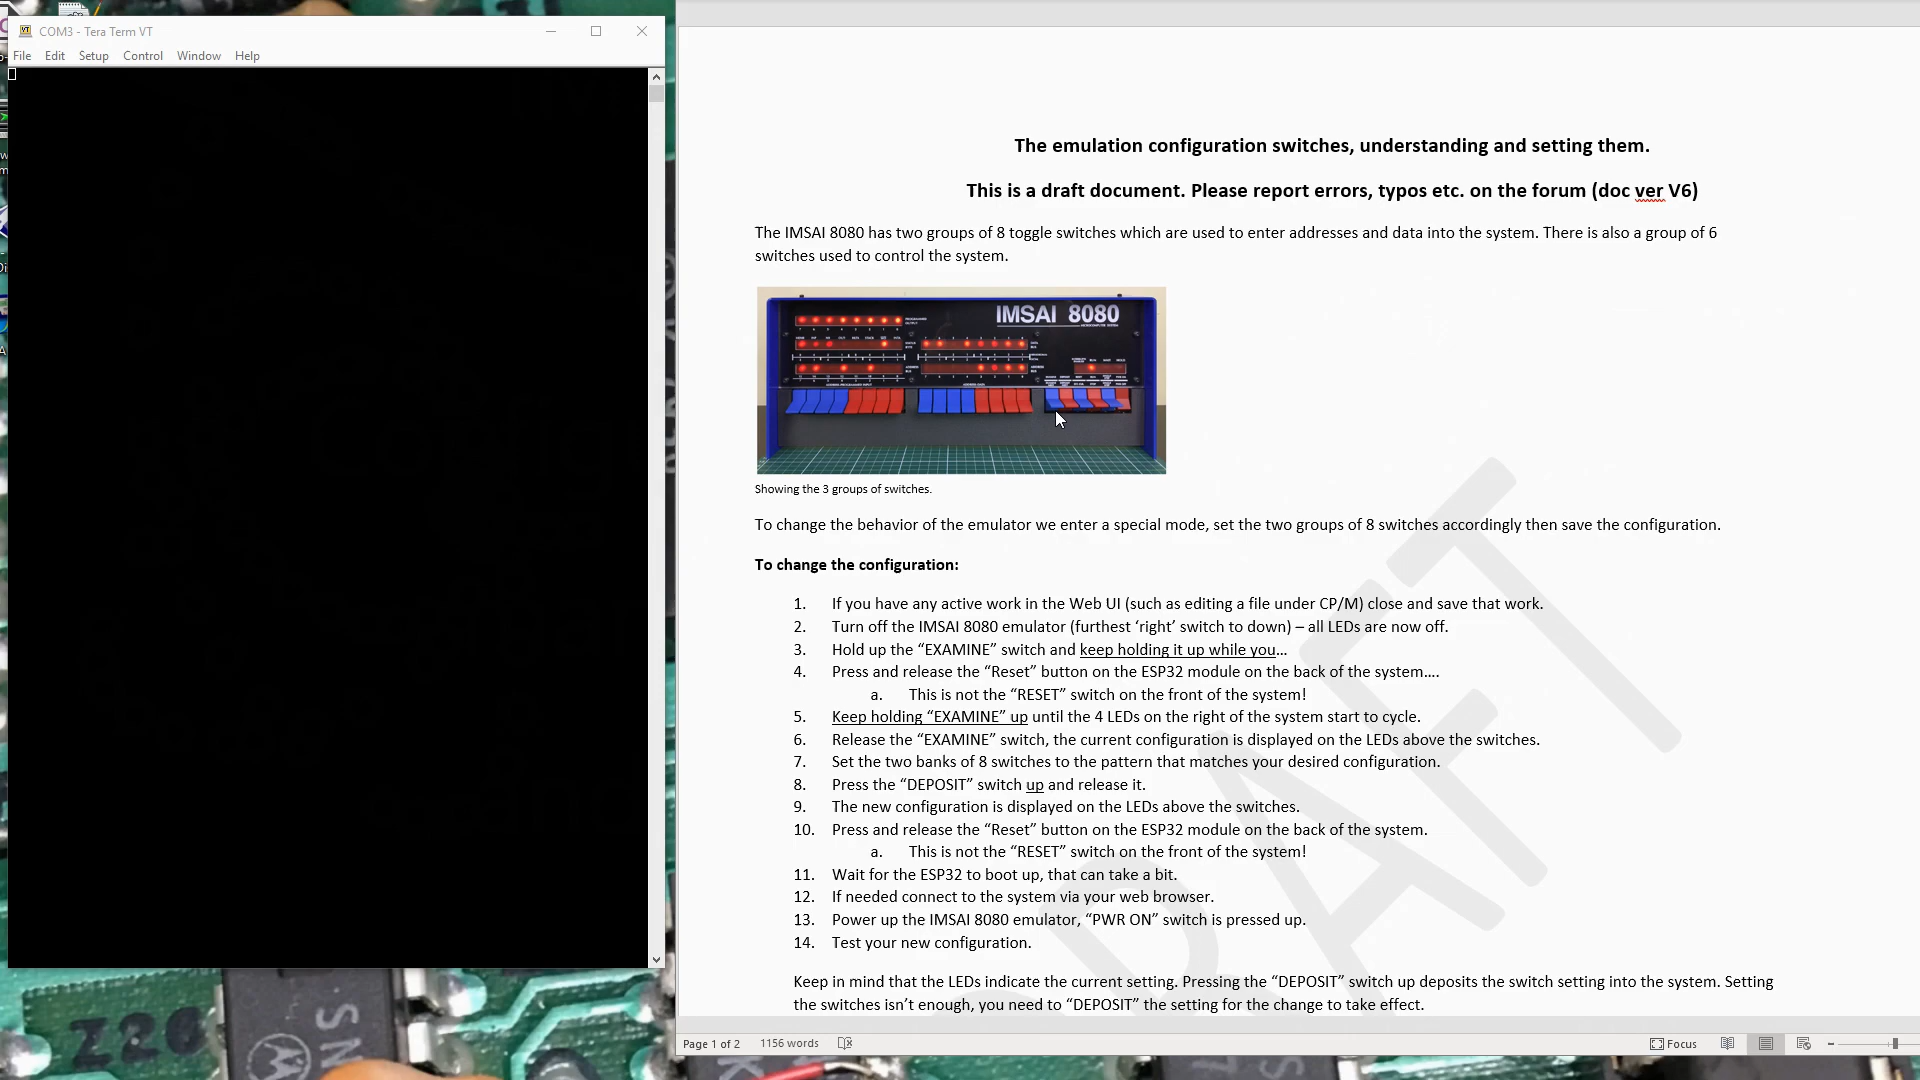 COM3 - Tera Term VT
File Edit Setup Control Window Help
The emulation configuration switches, understanding and setting them.
This is a draft document. Please report errors, typos etc. on the forum (doc ver V6)
The IMSAI 8080 has two groups of 8 toggle switches which are used to enter addresses and data into the system. There is also a group of 6
switches used to control the system.
IMSAI 8080
Showing the 3 groups of switches.
To change the behavior of the emulator we enter a special mode, set the two groups of 8 switches accordingly then save the configuration.
To change the configuration:
1. If you have any active work in the Web UI (such as editing a file under CP/M) close and save that work.
2. Turn off the IMSAI 8080 emulator (furthest ‘right’ switch to down) – all LEDs are now off.
3. Hold up the “EXAMINE” switch and keep holding it up while you…
4. Press and release the “Reset” button on the ESP32 module on the back of the system….
a. This is not the “RESET” switch on the front of the system!
5. Keep holding “EXAMINE” up until the 4 LEDs on the right of the system start to cycle.
6. Release the “EXAMINE” switch, the current configuration is displayed on the LEDs above the switches.
7. Set the two banks of 8 switches to the pattern that matches your desired configuration.
8. Press the “DEPOSIT” switch up and release it.
9. The new configuration is displayed on the LEDs above the switches.
10. Press and release the “Reset” button on the ESP32 module on the back of the system.
a. This is not the “RESET” switch on the front of the system!
11. Wait for the ESP32 to boot up, that can take a bit.
12. If needed connect to the system via your web browser.
13. Power up the IMSAI 8080 emulator, “PWR ON” switch is pressed up.
14. Test your new configuration.
Keep in mind that the LEDs indicate the current setting. Pressing the “DEPOSIT” switch up deposits the switch setting into the system. Setting
the switches isn’t enough, you need to “DEPOSIT” the setting for the change to take effect.
DRAFT
Page 1 of 2 1156 words Focus
Z80
SN